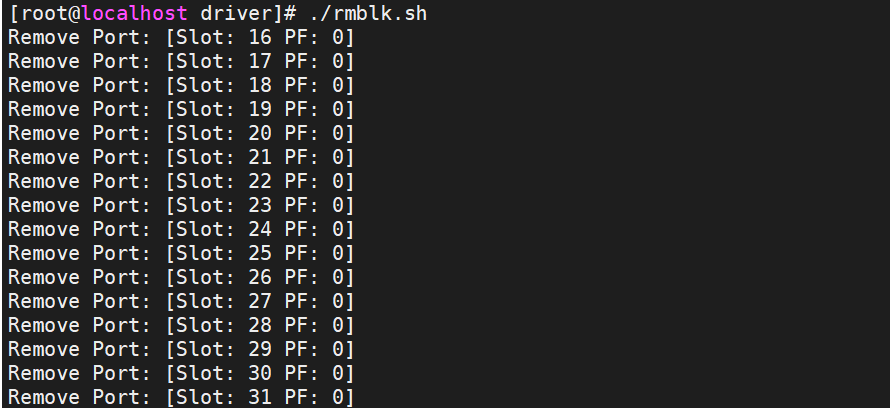 [root@localhost driver]# ./rmblk.sh
Remove Port: [Slot: 16 PF: 0]
Remove Port: [Slot: 17 PF: 0]
Remove Port: [Slot: 18 PF: 0]
Remove Port: [Slot: 19 PF: 0]
Remove Port: [Slot: 20 PF: 0]
Remove Port: [Slot: 21 PF: 0]
Remove Port: [Slot: 22 PF: 0]
Remove Port: [Slot: 23 PF: 0]
Remove Port: [Slot: 24 PF: 0]
Remove Port: [Slot: 25 PF: 0]
Remove Port: [Slot: 26 PF: 0]
Remove Port: [Slot: 27 PF: 0]
Remove Port: [Slot: 28 PF: 0]
Remove Port: [Slot: 29 PF: 0]
Remove Port: [Slot: 30 PF: 0]
Remove Port: [Slot: 31 PF: 0]